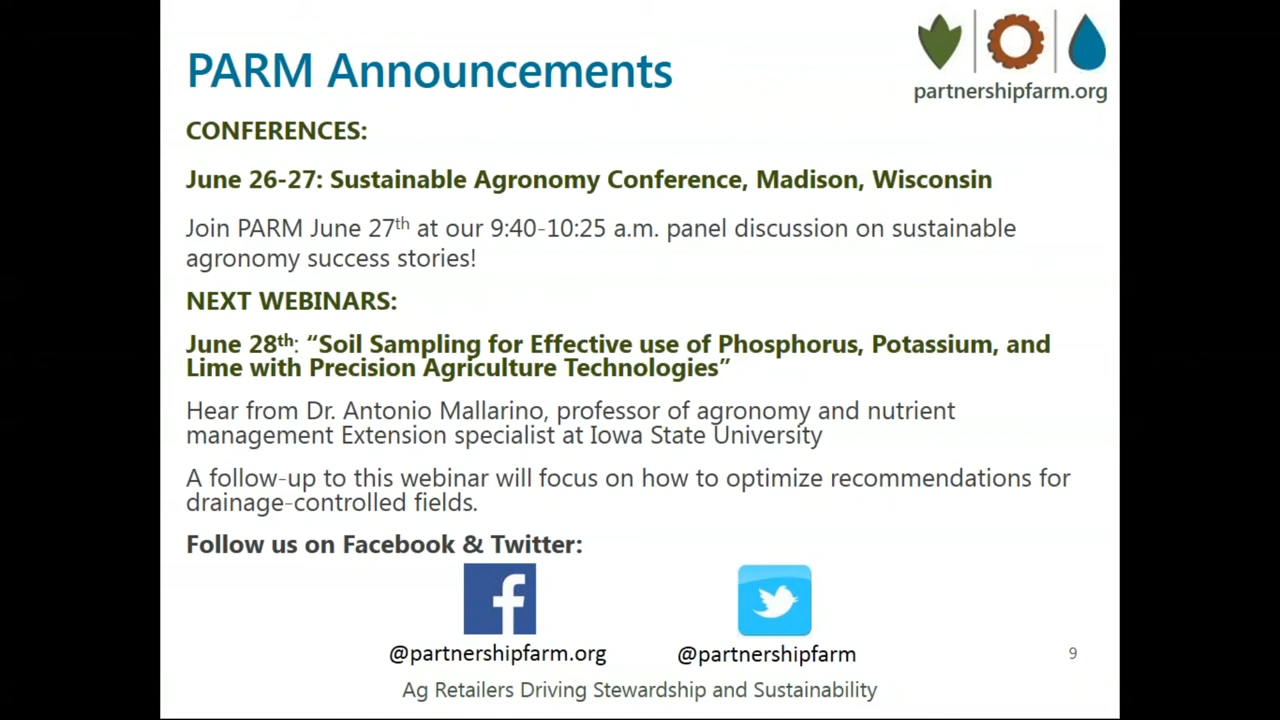 PARM Announcements
partnershipfarm.org
CONFERENCES:
June 26-27: Sustainable Agronomy Conference, Madison, Wisconsin
Join PARM June 27th at our 9:40-10:25 a.m. panel discussion on sustainable
agronomy success stories!
NEXT WEBINARS:
June 28th: “Soil Sampling for Effective use of Phosphorus, Potassium, and
Lime with Precision Agriculture Technologies”
Hear from Dr. Antonio Mallarino, professor of agronomy and nutrient
management Extension specialist at Iowa State University
A follow-up to this webinar will focus on how to optimize recommendations for
drainage-controlled fields.
Follow us on Facebook & Twitter:
@partnershipfarm.org
@partnershipfarm
9
Ag Retailers Driving Stewardship and Sustainability